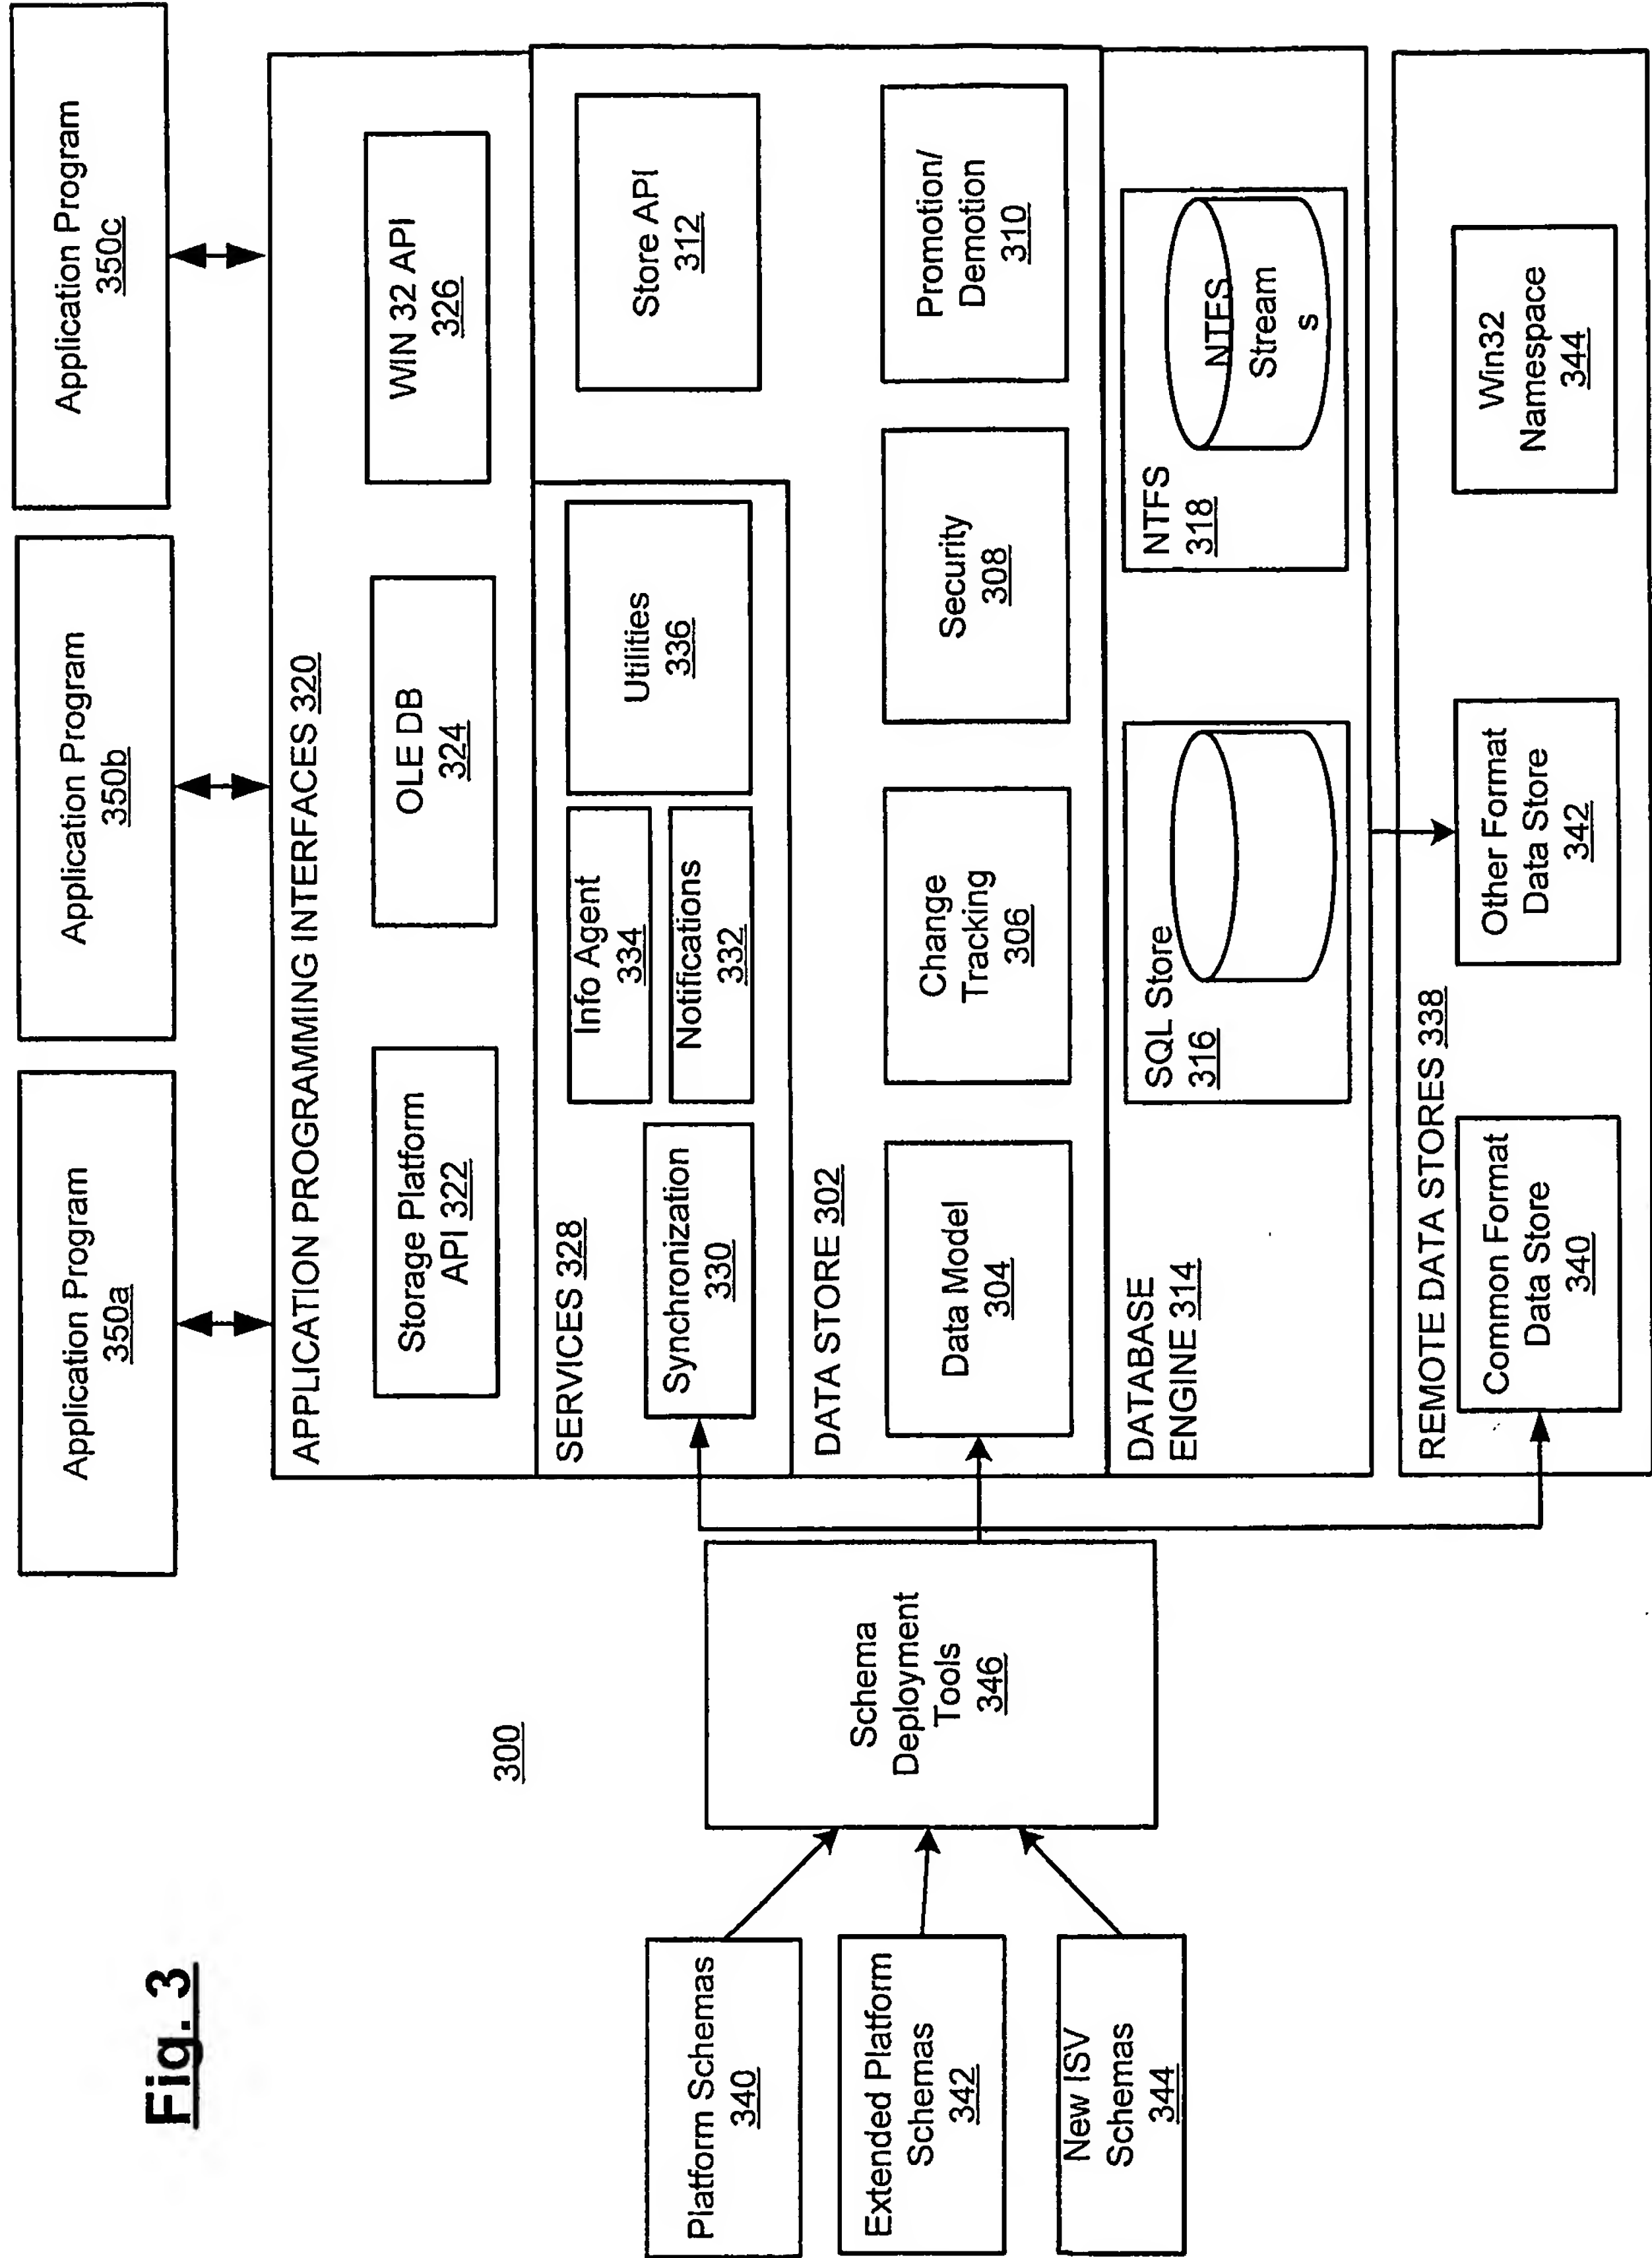 Fig. 3
300
Application Program
350a
Application Program
350b
Application Program
350c
APPLICATION PROGRAMMING INTERFACES 320
Storage Platform
API 322
OLE DB
324
WIN 32 API
326
SERVICES 328
Synchronization
330
Info Agent
334
Notifications
332
Utilities
336
Store API
312
DATA STORE 302
Data Model
304
Change
Tracking
306
Security
308
Promotion/
Demotion
310
DATABASE
ENGINE 314
SQL Store
316
NTFS
318
NTFS
Stream
s
REMOTE DATA STORES 338
Common Format
Data Store
340
Other Format
Data Store
342
Win32
Namespace
344
Schema
Deployment
Tools
346
Platform Schemas
340
Extended Platform
Schemas
342
New ISV
Schemas
344